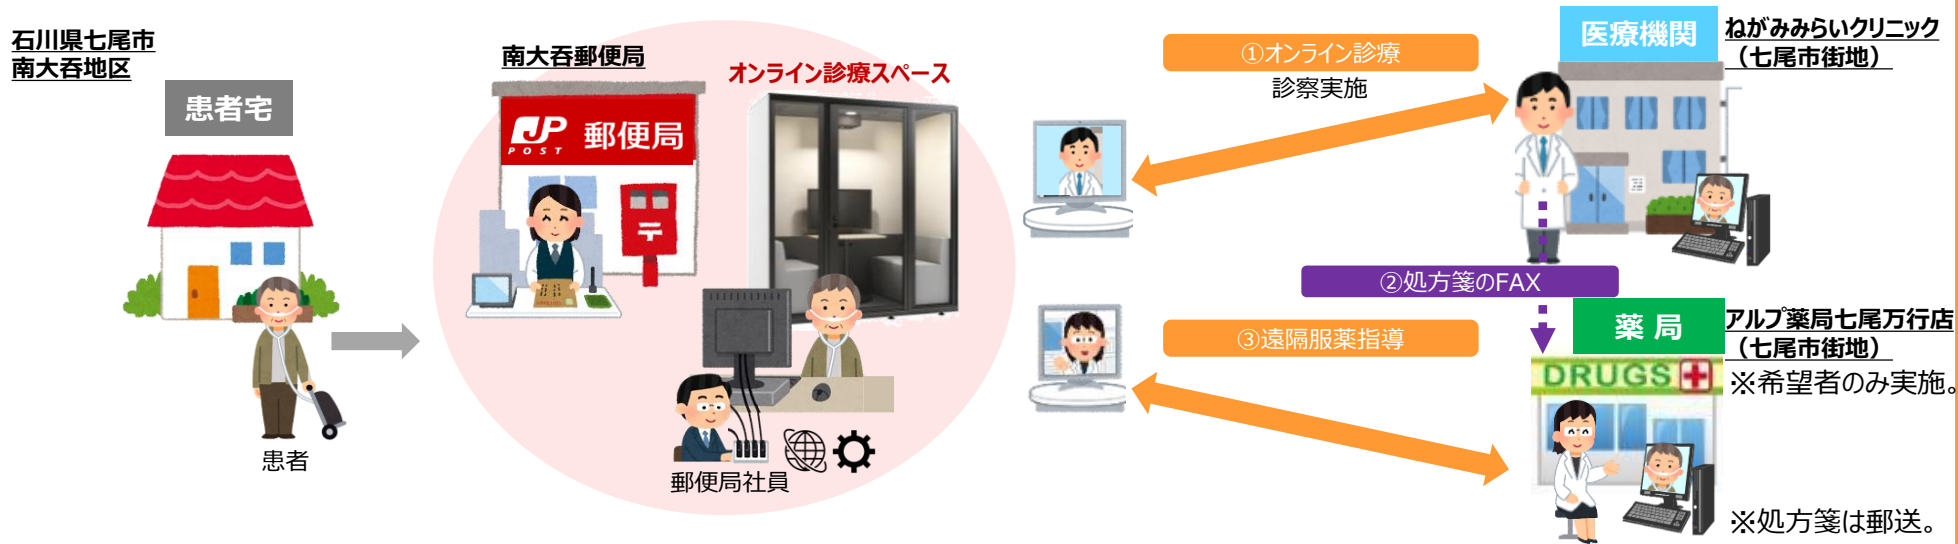 石川県七尾市
南大呑地区
患者宅
患者
南大呑郵便局
オンライン診療スペース
JP
POST
郵便局
〒
郵便局社員
①オンライン診療
診察実施
②処方箋のFAX
③遠隔服薬指導
医療機関
ねがみみらいクリニック
（七尾市街地）
薬 局
アルプ薬局七尾万行店
（七尾市街地）
※希望者のみ実施。
DRUGS
※処方箋は郵送。